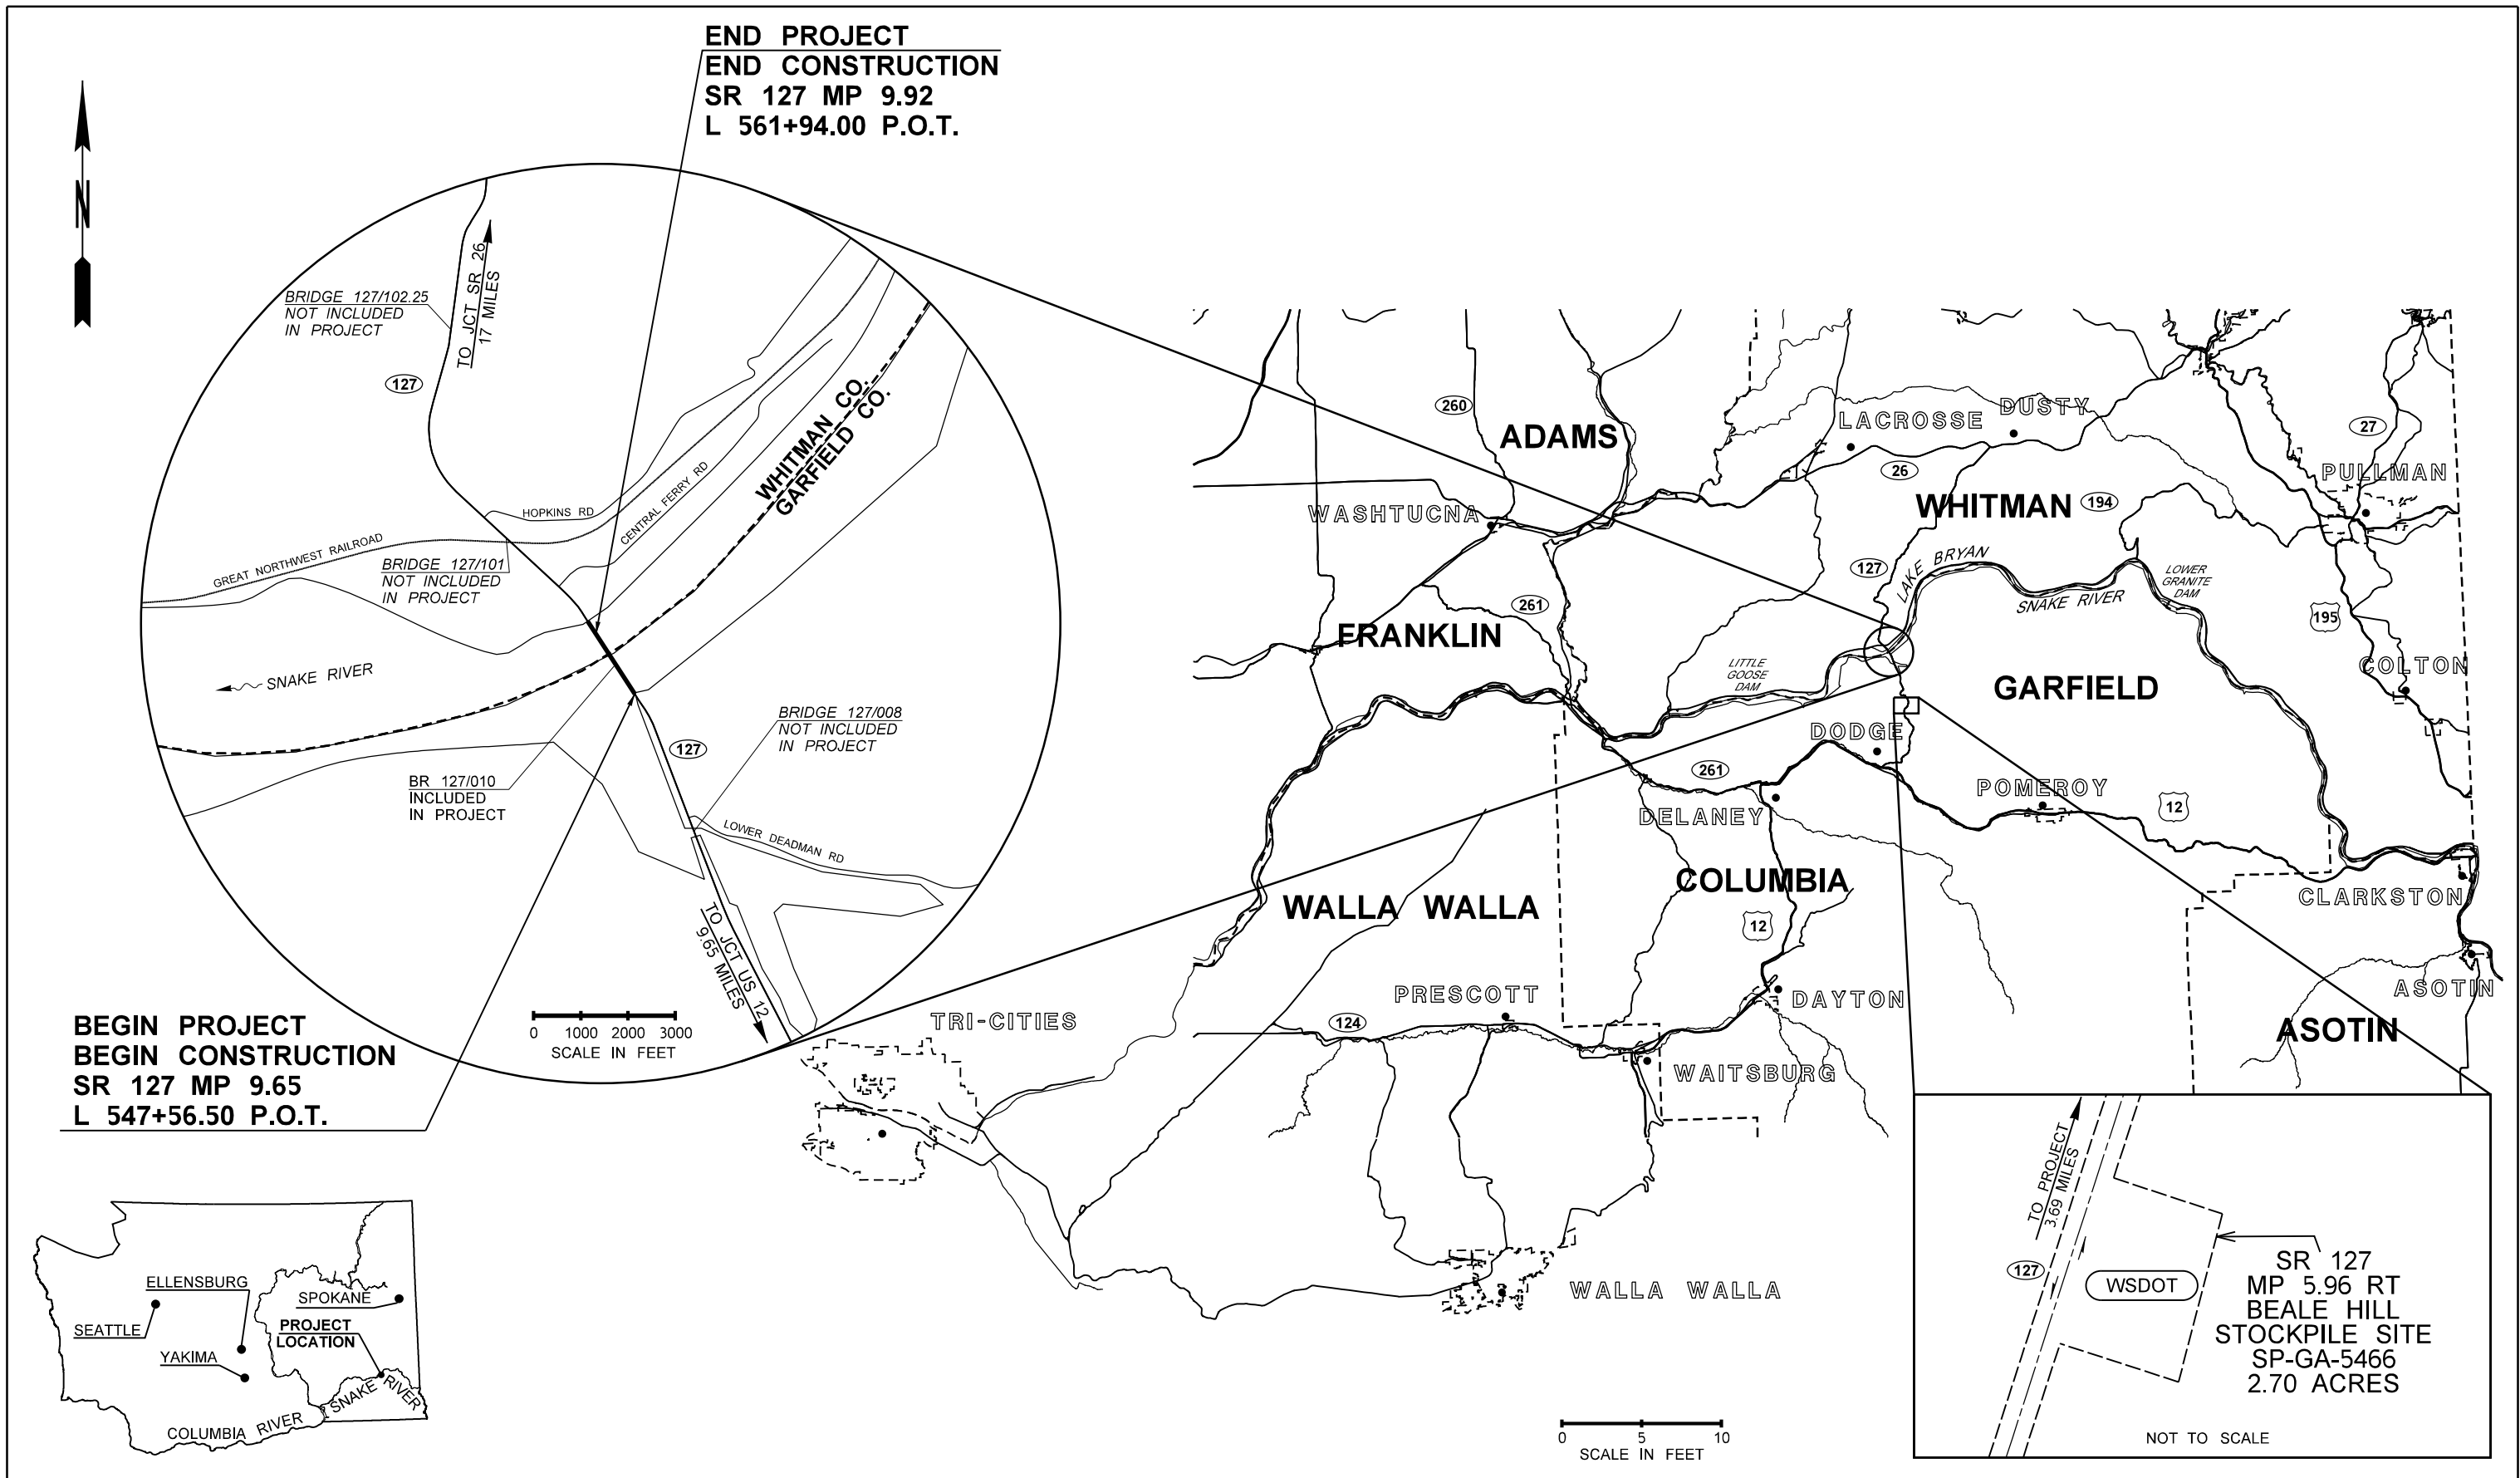 END PROJECT
END CONSTRUCTION
SR 127 MP 9.92
L 561+94.00 P.O.T.
N
BRIDGE 127/102.25
NOT INCLUDED
IN PROJECT
TO JCT SR 26
17 MILES
127
WHITMAN CO.
GARFIELD CO.
HOPKINS RD
CENTRAL FERRY RD
GREAT NORTHWEST RAILROAD
BRIDGE 127/101
NOT INCLUDED
IN PROJECT
SNAKE RIVER
BRIDGE 127/008
NOT INCLUDED
IN PROJECT
127
BR 127/010
INCLUDED
IN PROJECT
LOWER DEADMAN RD
TO JCT US 12
9.65 MILES
0 1000 2000 3000
SCALE IN FEET
BEGIN PROJECT
BEGIN CONSTRUCTION
SR 127 MP 9.65
L 547+56.50 P.O.T.
260
ADAMS
LACROSSE
DUSTY
27
26
PULLMAN
WASHTUCNA
WHITMAN
194
127
LAKE BRYAN
LOWER
GRANITE
DAM
SNAKE RIVER
261
195
FRANKLIN
LITTLE
GOOSE
DAM
COLTON
GARFIELD
DODGE
261
POMEROY
12
DELANEY
COLUMBIA
WALLA WALLA
12
CLARKSTON
PRESCOTT
DAYTON
ASOTIN
TRI-CITIES
124
ASOTIN
WAITSBURG
WALLA WALLA
0 5 10
SCALE IN FEET
TO PROJECT
3.69 MILES
127
WSDOT
SR 127
MP 5.96 RT
BEALE HILL
STOCKPILE SITE
SP-GA-5466
2.70 ACRES
NOT TO SCALE
ELLENSBURG
SPOKANE
SEATTLE
PROJECT
LOCATION
YAKIMA
SNAKE RIVER
COLUMBIA RIVER